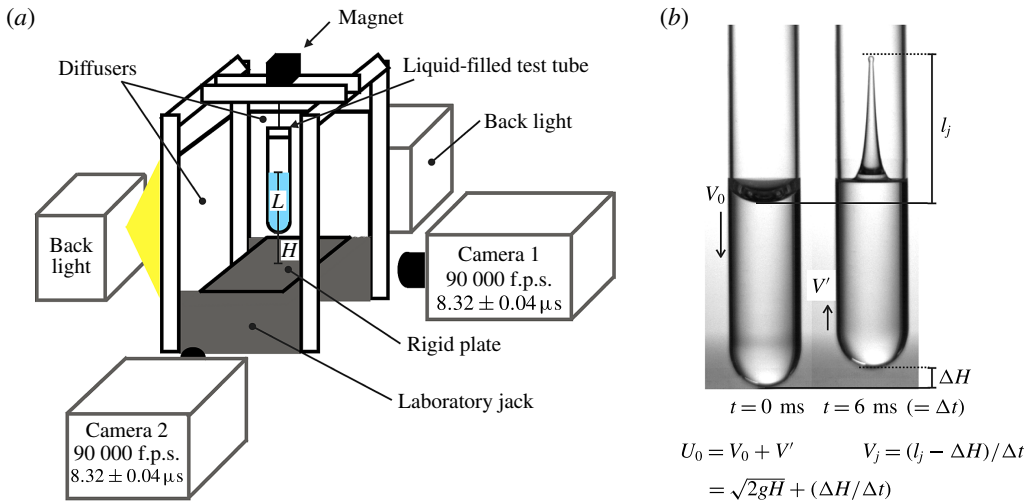 (a)
Magnet
Diffusers
Liquid-filled test tube
Back light
L
H
Back
light
Camera 1
90 000 f.p.s.
8.32 ± 0.04 μs
Rigid plate
Laboratory jack
Camera 2
90 000 f.p.s.
8.32 ± 0.04 μs
(b)
l_j
V_0
V′
ΔH
t = 0 ms t = 6 ms (= Δt)
U_0 = V_0 + V′ V_j = (l_j − ΔH)/Δt
= √2gH + (ΔH/Δt)